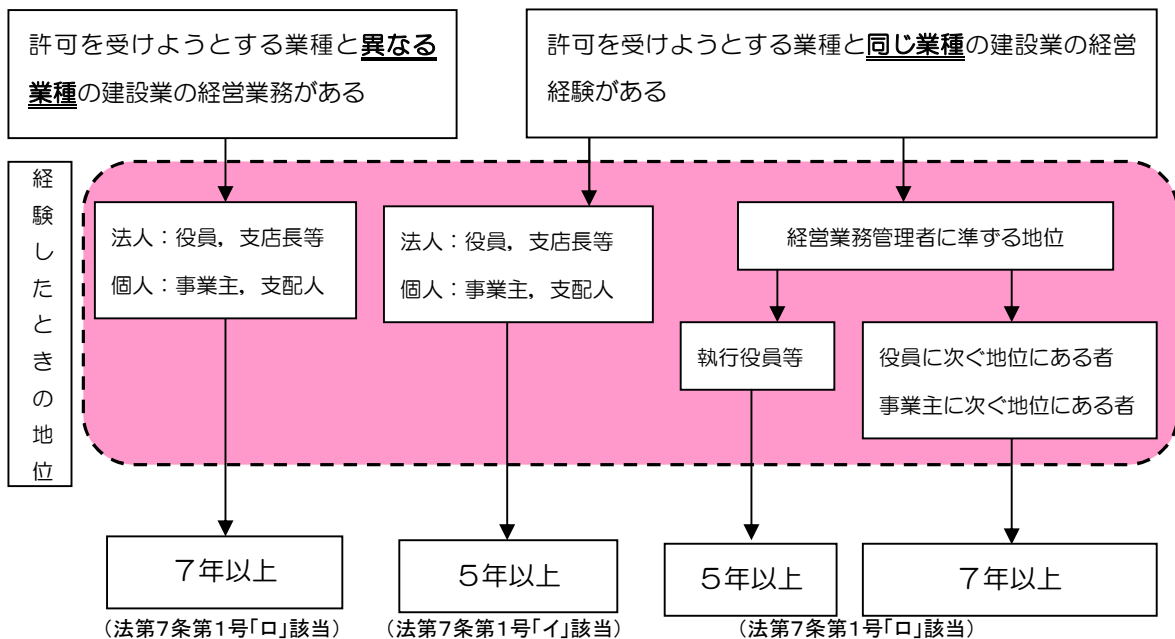 許可を受けようとする業種と異なる
業種の建設業の経営業務がある
許可を受けようとする業種と同じ業種の建設業の経営
経験がある
経験したときの地位
法人：役員，支店長等
個人：事業主，支配人
法人：役員，支店長等
個人：事業主，支配人
経営業務管理者に準ずる地位
執行役員等
役員に次ぐ地位にある者
事業主に次ぐ地位にある者
７年以上
５年以上
５年以上
７年以上
(法第７条第１号｢ロ｣該当)
(法第７条第１号｢イ｣該当)
(法第７条第１号｢ロ｣該当)